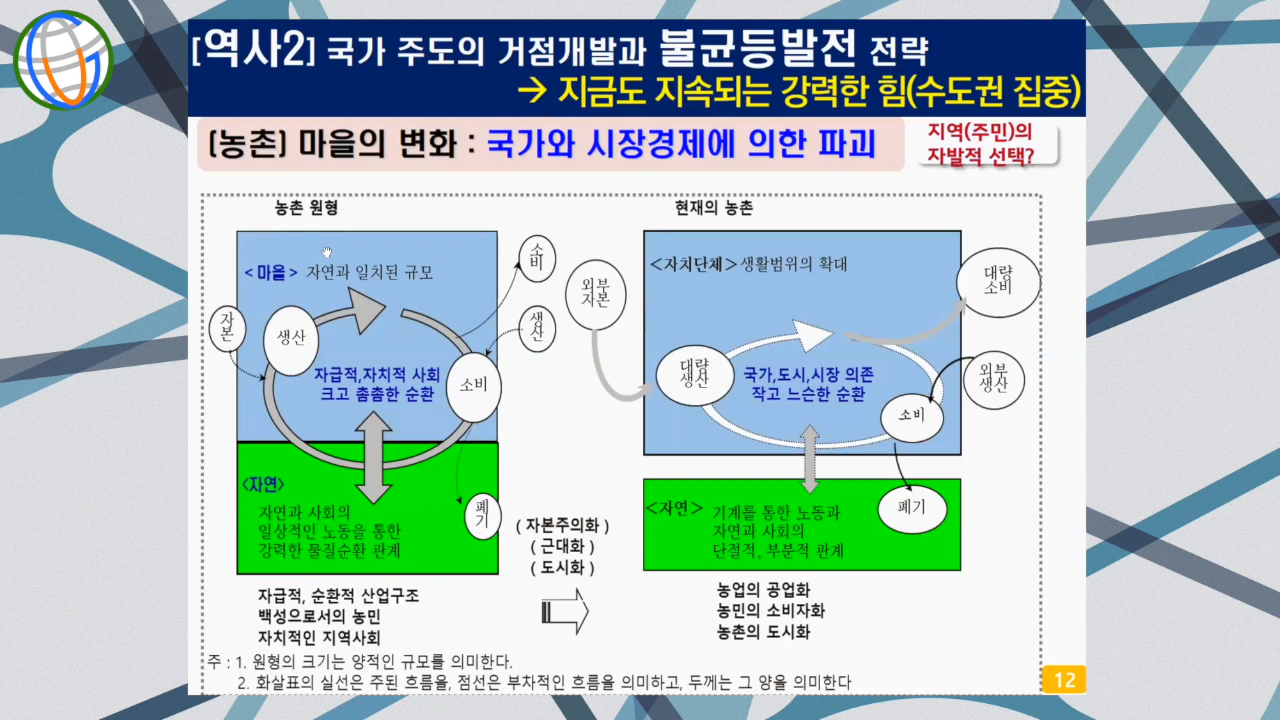 [역사2] 국가 주도의 거점개발과 불균등발전 전략
→ 지금도 지속되는 강력한 힘(수도권 집중)
[농촌] 마을의 변화 : 국가와 시장경제에 의한 파괴
지역(주민)의
자발적 선택?
농촌 원형
<마을> 자연과 일치된 규모
자본
생산
소비
소비
생산
자급적,자치적 사회
크고 촘촘한 순환
<자연>
자연과 사회의
일상적인 노동을 통한
강력한 물질순환 관계
폐기
자급적, 순환적 산업구조
백성으로서의 농민
자치적인 지역사회
( 자본주의화 )
( 근대화 )
( 도시화 )
현재의 농촌
<자치단체> 생활범위의 확대
외부
자본
대량
생산
대량
소비
외부
생산
소비
국가,도시,시장 의존
작고 느슨한 순환
<자연> 기계를 통한 노동과
자연과 사회의
단절적, 부분적 관계
폐기
농업의 공업화
농민의 소비자화
농촌의 도시화
주 : 1. 원형의 크기는 양적인 규모를 의미한다.
2. 화살표의 실선은 주된 흐름을, 점선은 부차적인 흐름을 의미하고, 두께는 그 양을 의미한다
12